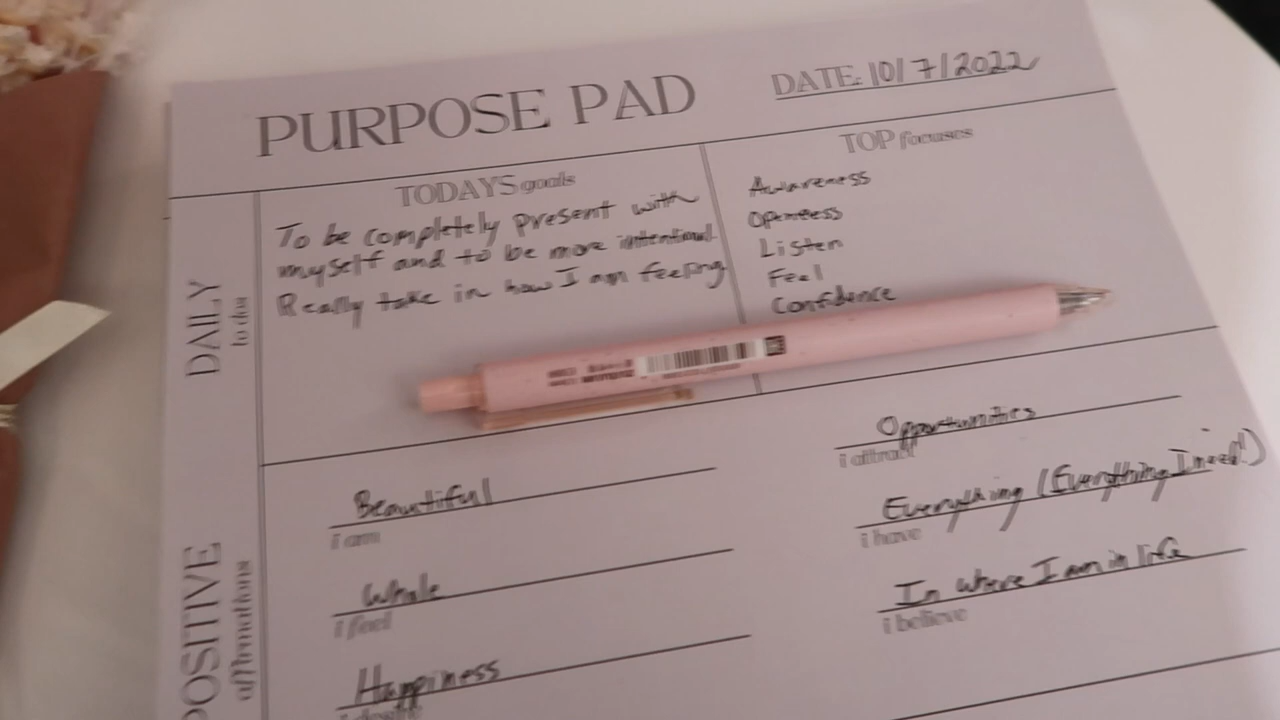 PURPOSE PAD
DATE: 10/7/2022
DAILY
to dos
TODAYS goals
To be completely present with
myself and to be more intentional.
Really take in how I am feeling
TOP focuses
Awareness
Openness
Listen
Feel
Confidence
POSITIVE
affirmations
Beautiful
i am
Whole
i feel
Happiness
Opportunities
i attract
Everything (Everything I need!)
i have
In where I am in life
i believe